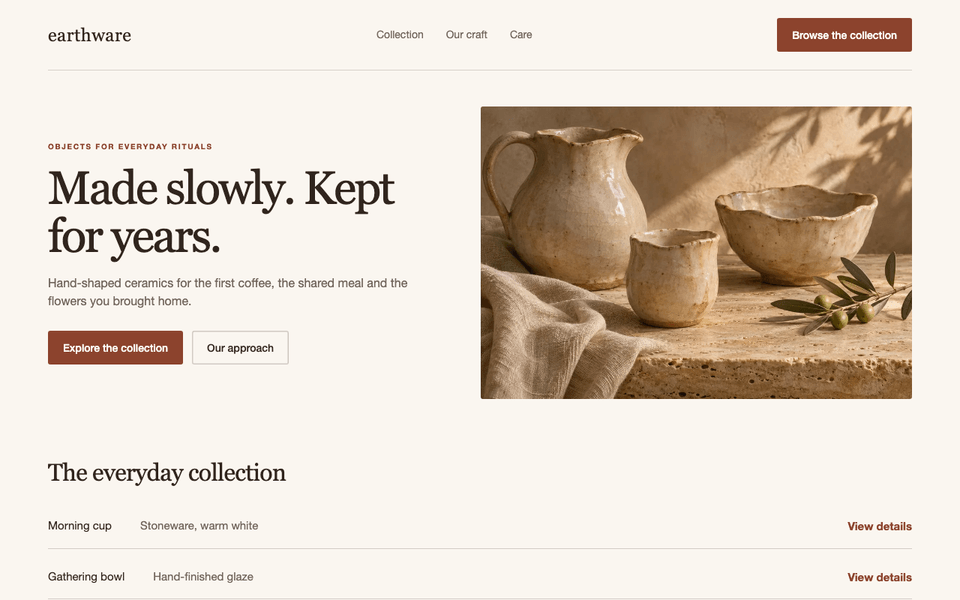 earthware
Collection
Our craft
Care
Browse the collection
OBJECTS FOR EVERYDAY RITUALS
Made slowly. Kept
for years.
Hand-shaped ceramics for the first coffee, the shared meal and the
flowers you brought home.
Explore the collection
Our approach
The everyday collection
Morning cup
Stoneware, warm white
View details
Gathering bowl
Hand-finished glaze
View details